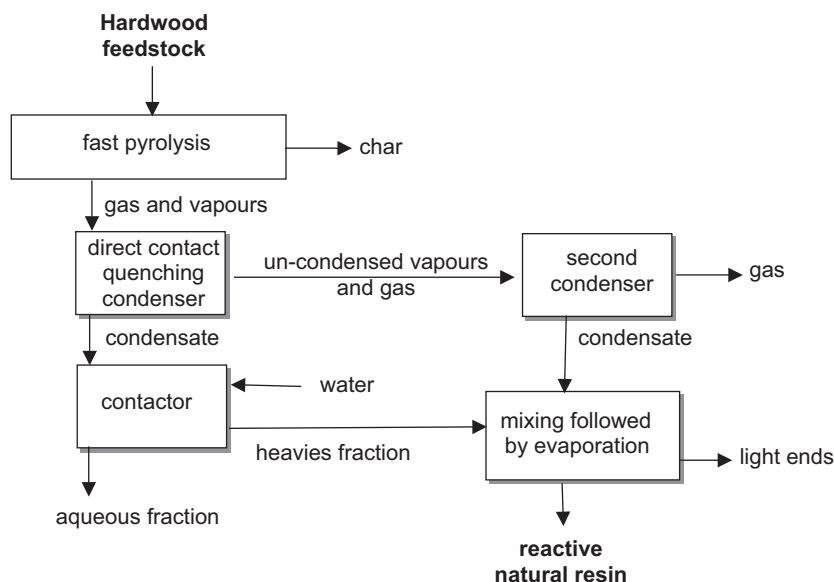 Hardwood
feedstock
fast pyrolysis
char
gas and vapours
direct contact
quenching
condenser
un-condensed vapours
and gas
second
condenser
gas
condensate
condensate
contactor
water
mixing followed
by evaporation
heavies fraction
light ends
aqueous fraction
reactive
natural resin